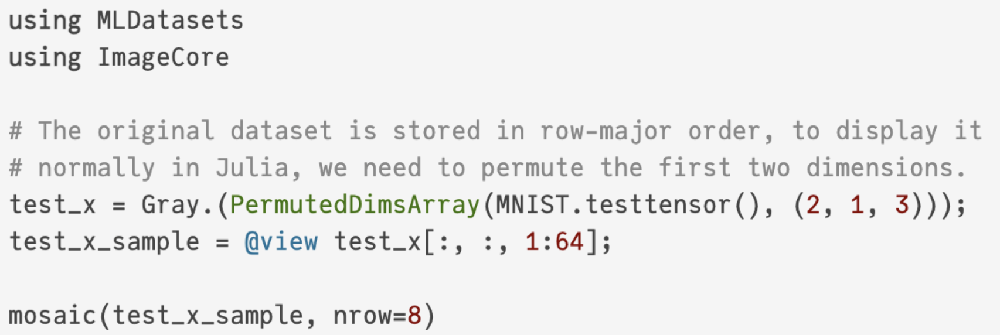 using MLDatasets
using ImageCore
# The original dataset is stored in row-major order, to display it
# normally in Julia, we need to permute the first two dimensions.
test_x = Gray.(PermutedDimsArray(MNIST.testtensor(), (2, 1, 3)));
test_x_sample = @view test_x[:, :, 1:64];
mosaic(test_x_sample, nrow=8)